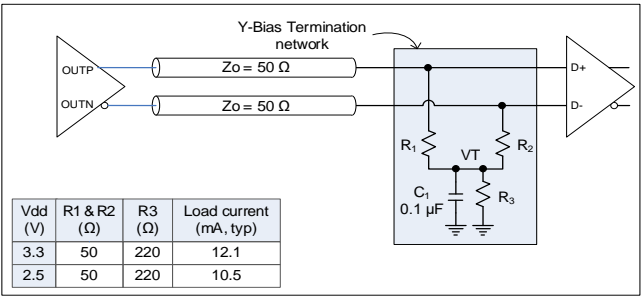 Y-Bias Termination
network
OUTP
OUTN
Zo = 50 Ω
Zo = 50 Ω
D+
D-
R1
VT
R2
C1
0.1 µF
R3
Vdd (V) R1 & R2 (Ω) R3 (Ω) Load current (mA, typ)
3.3 50 220 12.1
2.5 50 220 10.5